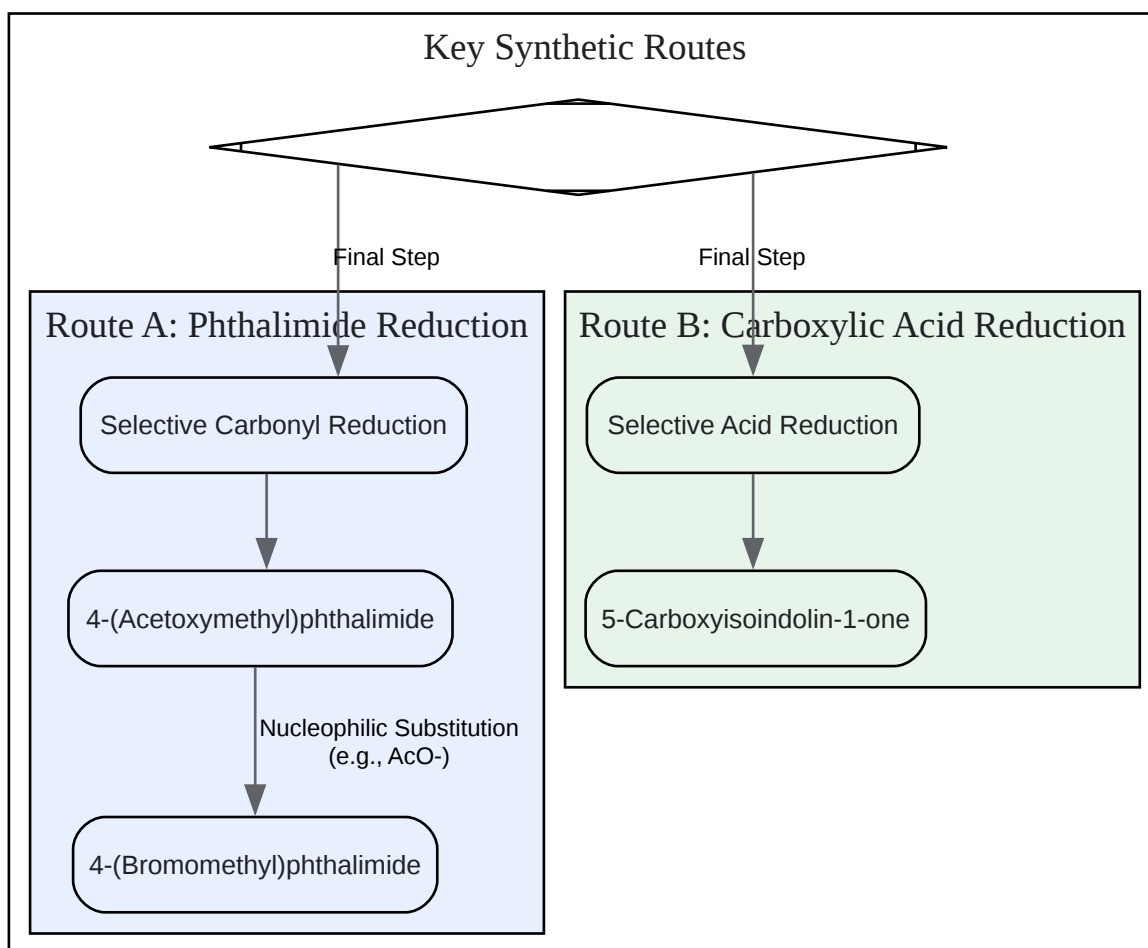 Key Synthetic Routes
Final Step
Final Step
Route A: Phthalimide Reduction
Route B: Carboxylic Acid Reduction
Selective Carbonyl Reduction
Selective Acid Reduction
4-(Acetoxymethyl)phthalimide
5-Carboxyisoindolin-1-one
Nucleophilic Substitution
(e.g., AcO-)
4-(Bromomethyl)phthalimide